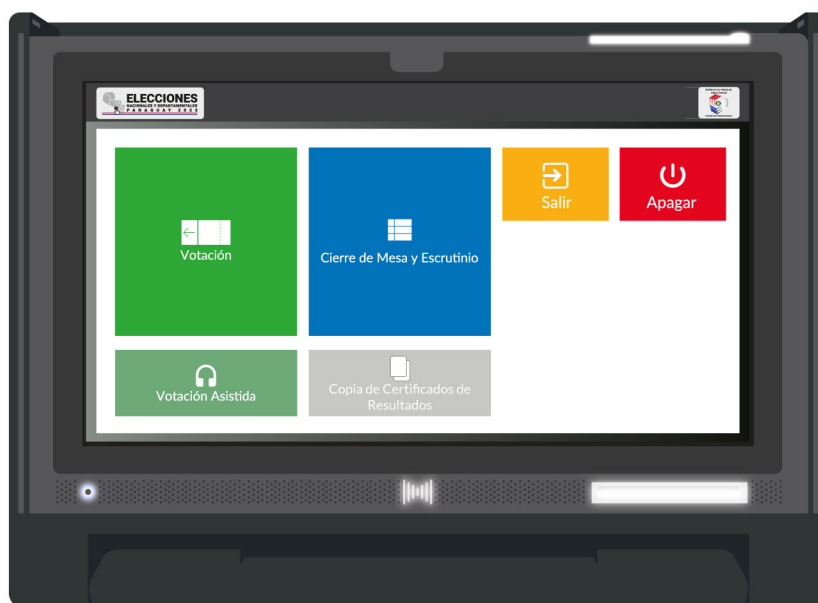 ELECCIONES
NACIONALES Y DEPARTAMENTALES
PARAGUAY 2023
Votación
Cierre de Mesa y Escrutinio
Salir
Apagar
Votación Asistida
Copia de Certificados de
Resultados